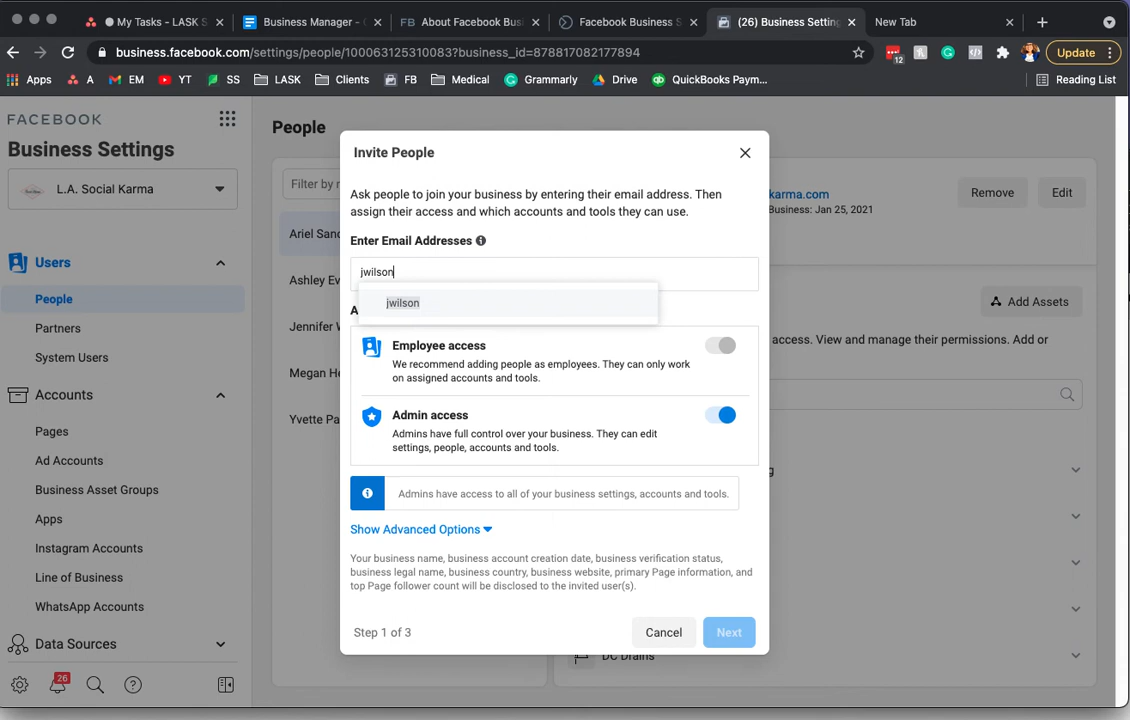 My Tasks - LASK S
Business Manager -
FB About Facebook Busi
Facebook Business S
(26) Business Setting
New Tab
business.facebook.com/settings/people/100063125310083?business_id=878817082177894
12
Update
Apps
A
EM
YT
SS
LASK
Clients
FB
Medical
Grammarly
Drive
QuickBooks Paym...
Reading List
FACEBOOK
Business Settings
L.A. Social Karma
Users
People
Partners
System Users
Accounts
Pages
Ad Accounts
Business Asset Groups
Apps
Instagram Accounts
Line of Business
WhatsApp Accounts
Data Sources
26
People
Filter by
Ariel Sand
Ashley Ev
Jennifer
Megan He
Yvette Pa
karma.com
Business: Jan 25, 2021
Remove
Edit
Add Assets
access. View and manage their permissions. Add or
DC Drains
Invite People
Ask people to join your business by entering their email address. Then
assign their access and which accounts and tools they can use.
Enter Email Addresses
jwilson
jwilson
A
Employee access
We recommend adding people as employees. They can only work
on assigned accounts and tools.
Admin access
Admins have full control over your business. They can edit
settings, people, accounts and tools.
Admins have access to all of your business settings, accounts and tools.
Show Advanced Options
Your business name, business account creation date, business verification status,
business legal name, business country, business website, primary Page information, and
top Page follower count will be disclosed to the invited user(s).
Step 1 of 3
Cancel
Next